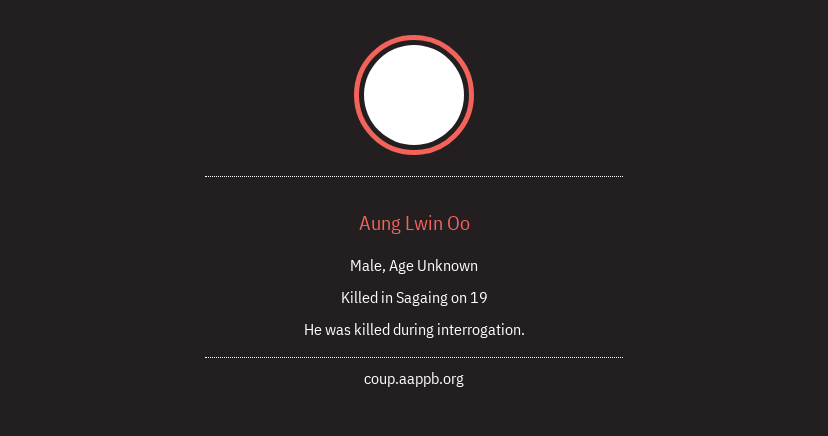 Aung Lwin Oo
Male, Age Unknown
Killed in Sagaing on 19
He was killed during interrogation.
coup.aappb.org